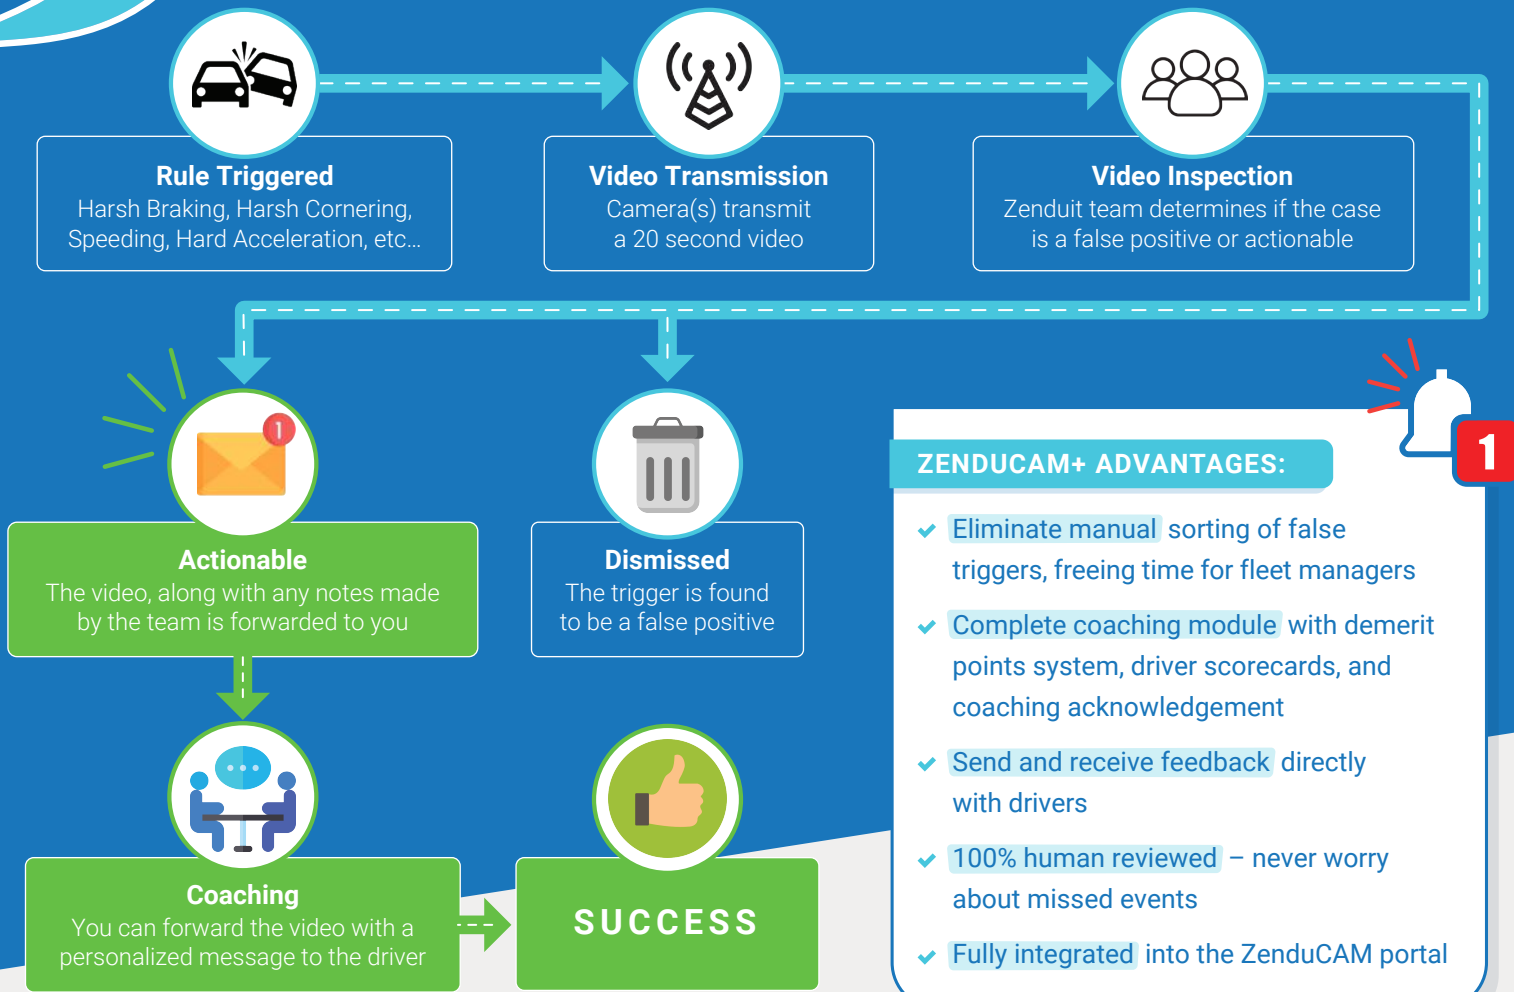 Rule Triggered
Harsh Braking, Harsh Cornering,
Speeding, Hard Acceleration, etc...
Video Transmission
Camera(s) transmit
a 20 second video
Video Inspection
Zenduit team determines if the case
is a false positive or actionable
1
Actionable
The video, along with any notes made
by the team is forwarded to you
Dismissed
The trigger is found
to be a false positive
Coaching
You can forward the video with a
personalized message to the driver
SUCCESS
1
ZENDUCAM+ ADVANTAGES:
Eliminate manual sorting of false
triggers, freeing time for fleet managers
Complete coaching module with demerit
points system, driver scorecards, and
coaching acknowledgement
Send and receive feedback directly
with drivers
100% human reviewed – never worry
about missed events
Fully integrated into the ZenduCAM portal